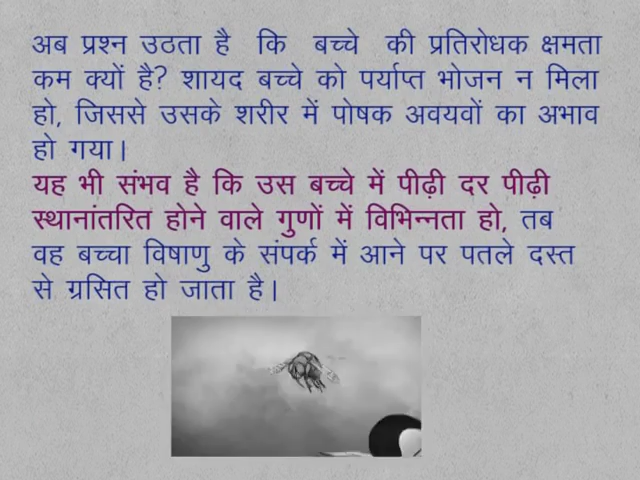 अब प्रश्न उठता है कि बच्चे की प्रतिरोधक क्षमता
कम क्यों है? शायद बच्चे को पर्याप्त भोजन न मिला
हो, जिससे उसके शरीर में पोषक अवयवों का अभाव
हो गया।
यह भी संभव है कि उस बच्चे में पीढ़ी दर पीढ़ी
स्थानांतरित होने वाले गुणों में विभिन्नता हो, तब
वह बच्चा विषाणु के संपर्क में आने पर पतले दस्त
से ग्रसित हो जाता है।